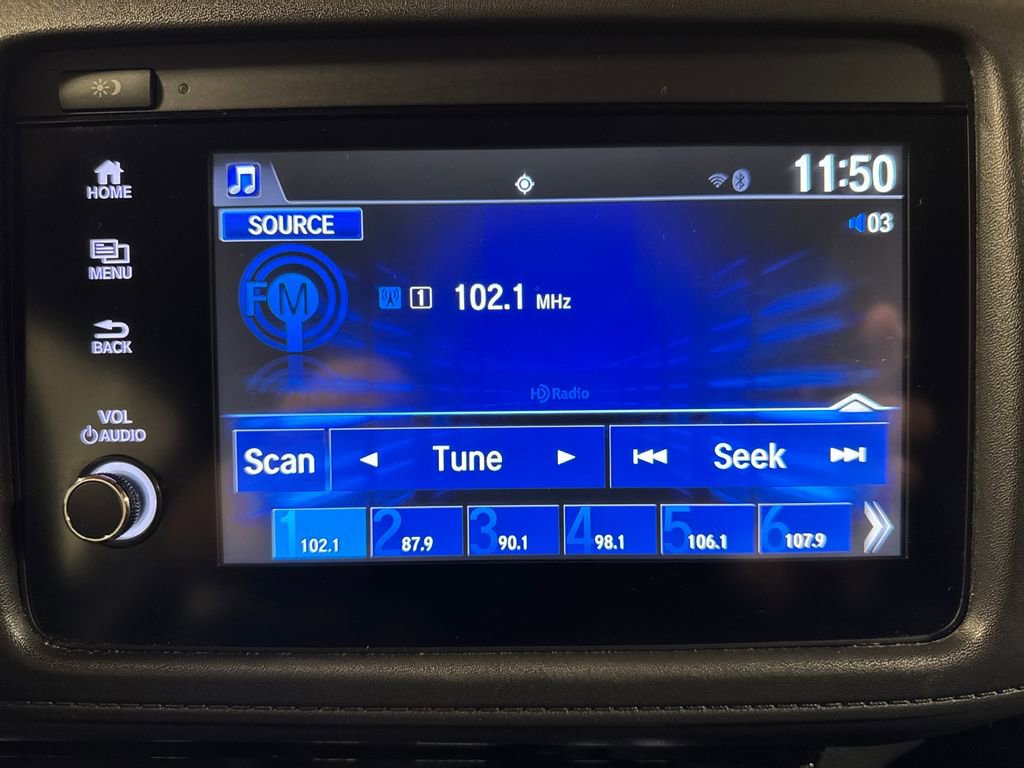 HOME
MENU
BACK
VOL
AUDIO
11:50
SOURCE
03
FM
1 102.1 MHz
HD Radio
Scan Tune Seek
1 102.1 2 87.9 3 90.1 4 98.1 5 106.1 6 107.9